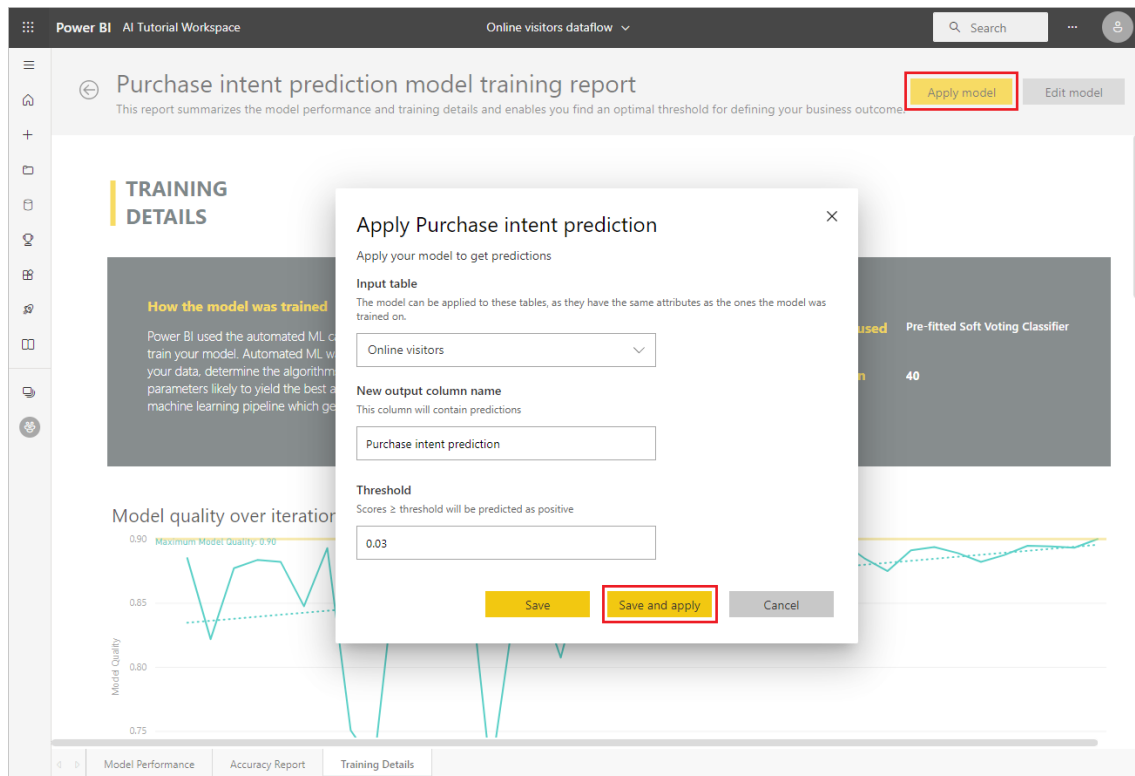 Power BI AI Tutorial Workspace
Online visitors dataflow
Search
Purchase intent prediction model training report
This report summarizes the model performance and training details and enables you find an optimal threshold for defining your business outcome.
Apply model
Edit model
TRAINING
DETAILS
How the model was trained
Power BI used the automated ML
train your model. Automated ML
your data, determine the algorithm
parameters likely to yield the best
machine learning pipeline which
used
Pre-fitted Soft Voting Classifier
40
Apply Purchase intent prediction
Apply your model to get predictions
Input table
The model can be applied to these tables, as they have the same attributes as the ones the model was
trained on.
Online visitors
New output column name
This column will contain predictions
Purchase intent prediction
Threshold
Scores ≥ threshold will be predicted as positive
0.03
Save
Save and apply
Cancel
Model quality over iteration
0.90
Maximum Model Quality: 0.90
0.85
0.80
0.75
Model Quality
Model Performance
Accuracy Report
Training Details